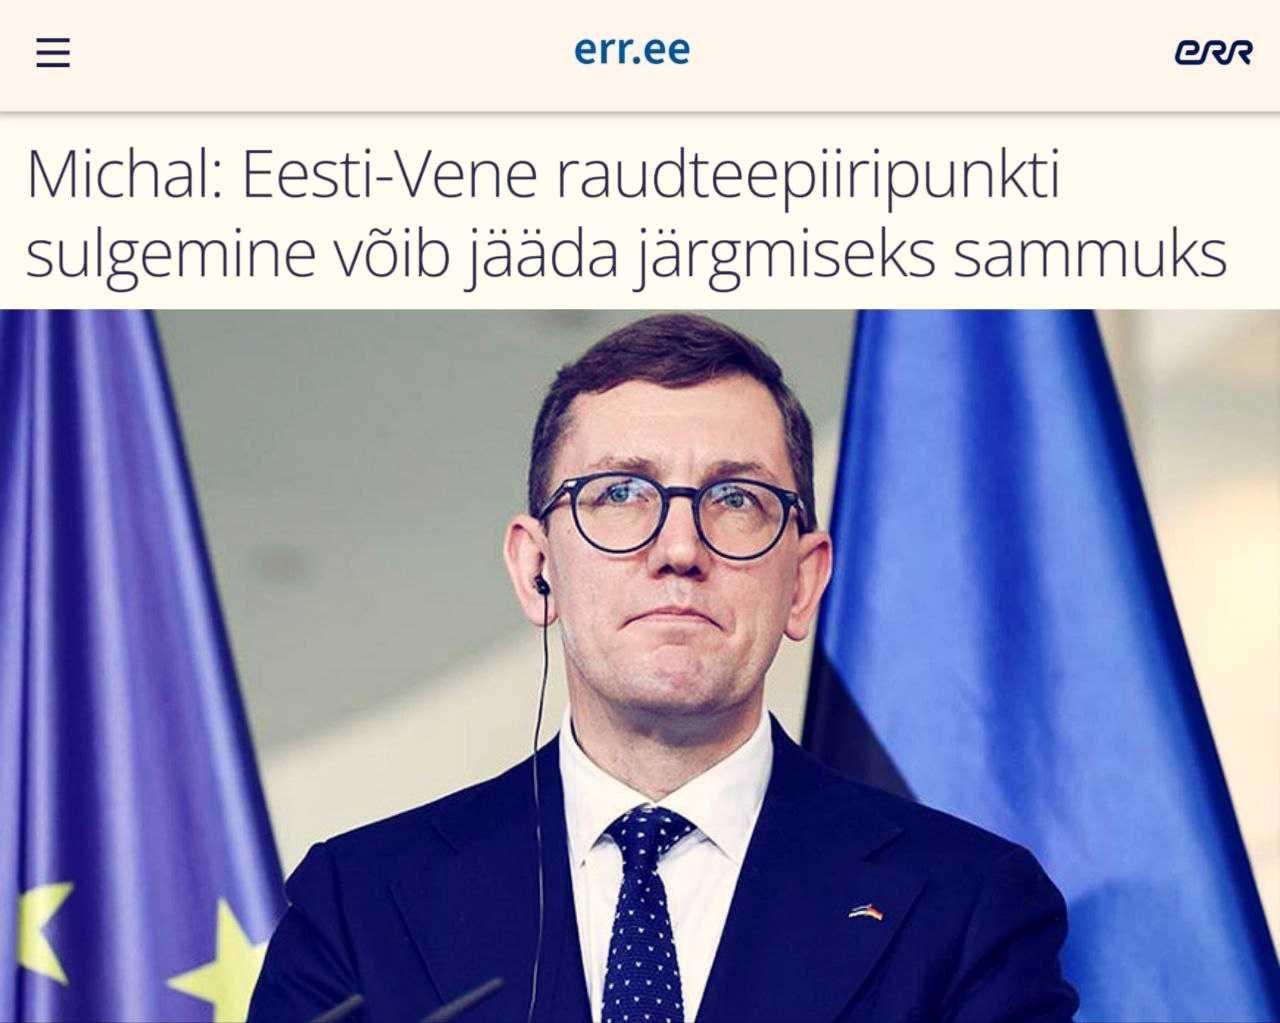 err.ee
err
Michal: Eesti-Vene raudteepiiripunkti
sulgemine võib jääda järgmiseks sammuks